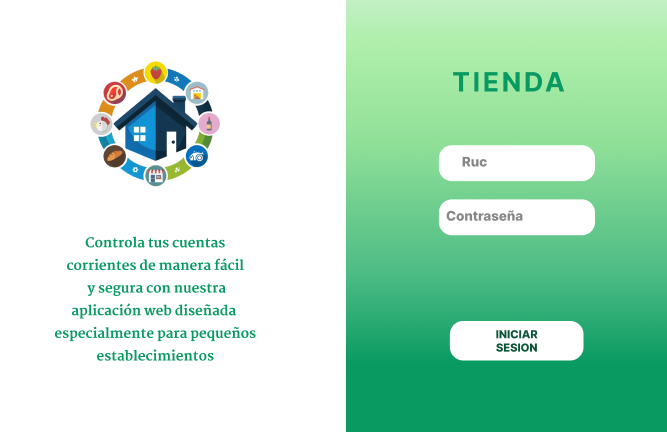 Controla tus cuentas
corrientes de manera fácil
y segura con nuestra
aplicación web diseñada
especialmente para pequeños
establecimientos
TIENDA
Ruc
Contraseña
INICIAR
SESION